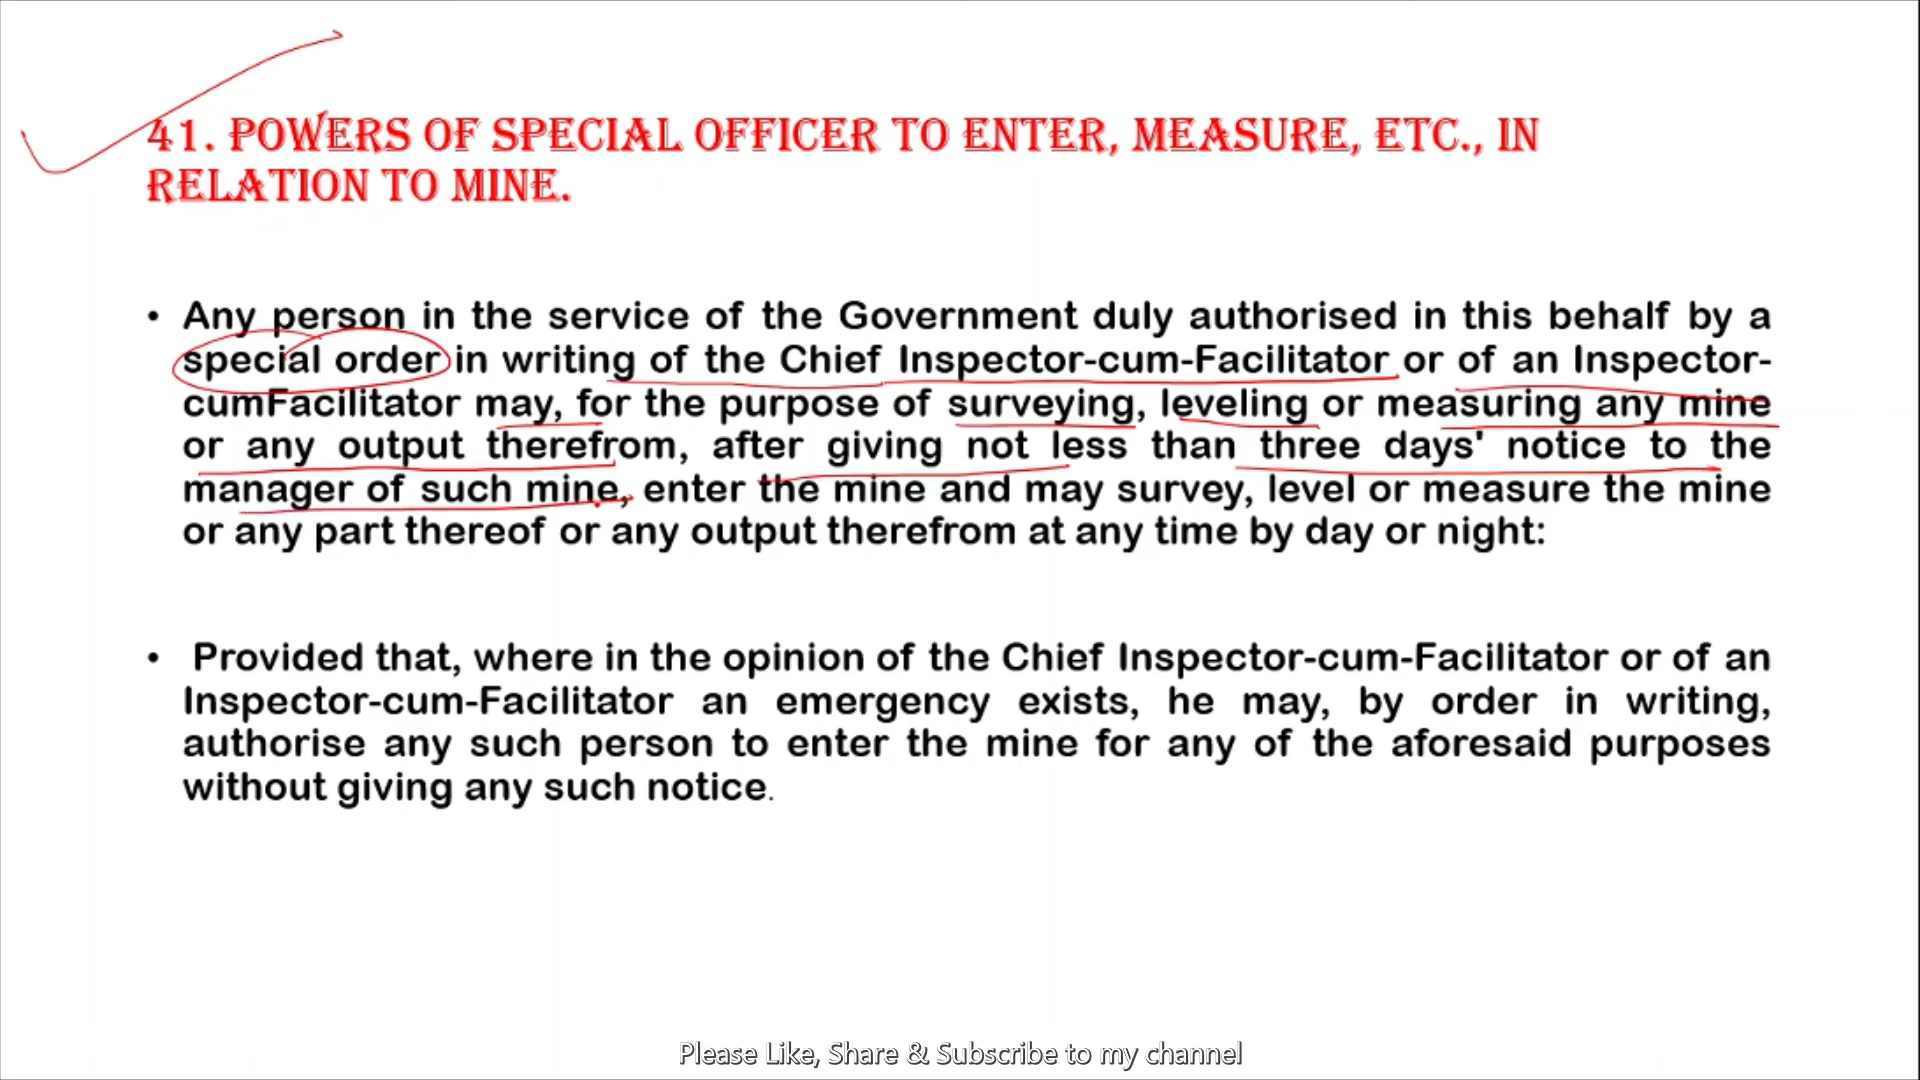 41. POWERS OF SPECIAL OFFICER TO ENTER, MEASURE, ETC., IN
RELATION TO MINE.
• Any person in the service of the Government duly authorised in this behalf by a
special order in writing of the Chief Inspector-cum-Facilitator or of an Inspector-
cumFacilitator may, for the purpose of surveying, leveling or measuring any mine
or any output therefrom, after giving not less than three days' notice to the
manager of such mine, enter the mine and may survey, level or measure the mine
or any part thereof or any output therefrom at any time by day or night:
• Provided that, where in the opinion of the Chief Inspector-cum-Facilitator or of an
Inspector-cum-Facilitator an emergency exists, he may, by order in writing,
authorise any such person to enter the mine for any of the aforesaid purposes
without giving any such notice.
Please Like, Share & Subscribe to my channel